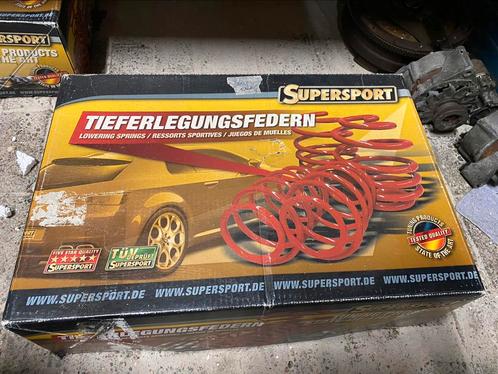 SUPERSPORT
PRODUCTS
THE ART
SUPERSPORT
TIEFERLEGUNGSFEDERN
LOWERING SPRINGS / RESSORTS SPORTIVES / JUEGOS DE MUELLES
FIVE STAR QUALITY
SUPERSPORT
TÜV
GEPRÜFT
SUPERSPORT
TUNING PRODUCTS
TESTED QUALITY
STATE OF THE ART
WWW.SUPERSPORT.DE
WWW.SUPERSPORT.DE
WWW.SUPERSPORT.DE
WWW.SUPERSPORT.DE
TIEFERLEGUNGSFEDERN